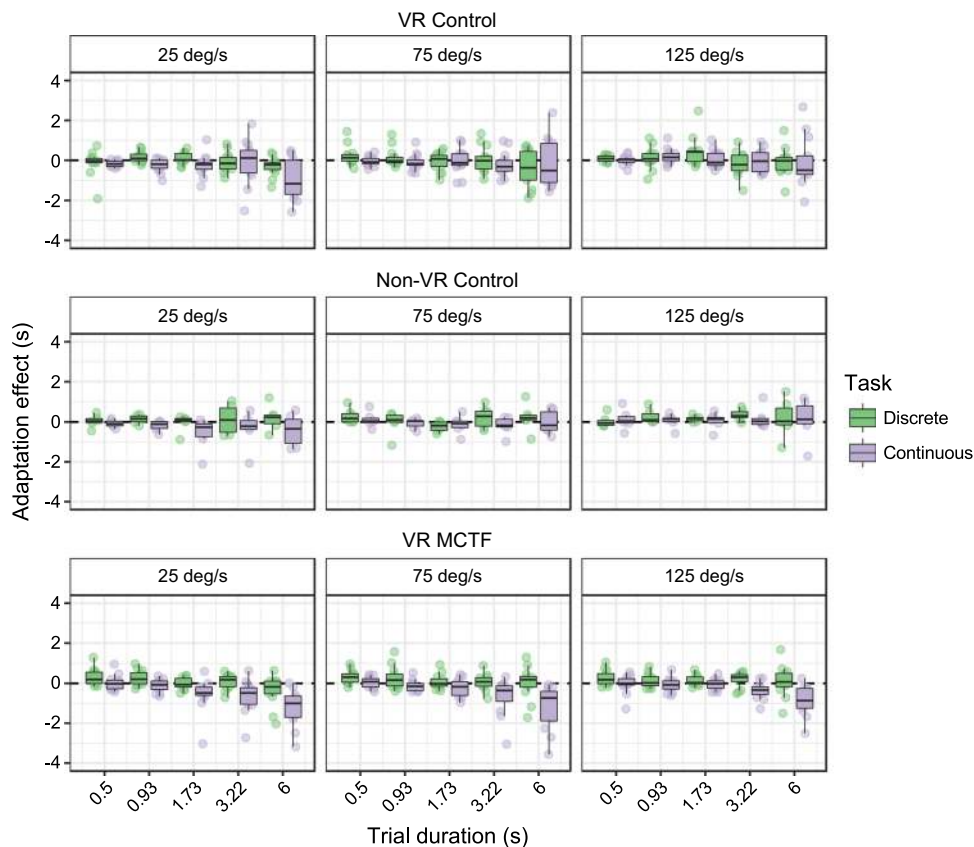 VR Control
25 deg/s 75 deg/s 125 deg/s
4
2
0
-2
-4
Non-VR Control
25 deg/s 75 deg/s 125 deg/s
4
2
0
-2
-4
Adaptation effect (s)
Task
Discrete
Continuous
VR MCTF
25 deg/s 75 deg/s 125 deg/s
4
2
0
-2
-4
0.5 0.93 1.73 3.22 6 0.5 0.93 1.73 3.22 6 0.5 0.93 1.73 3.22 6
Trial duration (s)